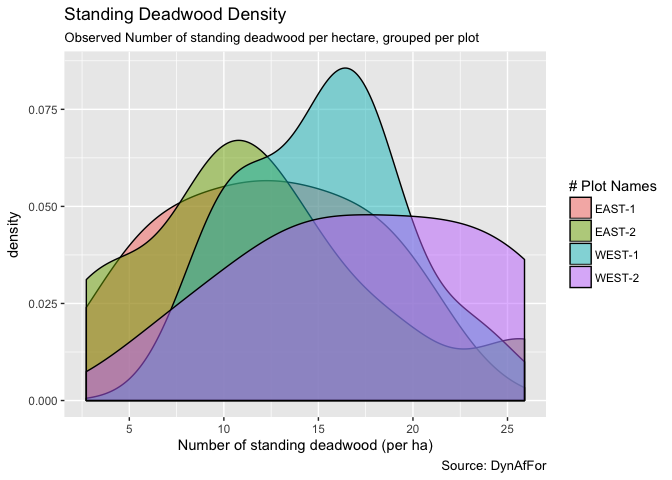 Standing Deadwood Density
Observed Number of standing deadwood per hectare, grouped per plot
density
0.075
0.050
0.025
0.000
5 10 15 20 25
Number of standing deadwood (per ha)
# Plot Names
EAST-1
EAST-2
WEST-1
WEST-2
Source: DynAfFor